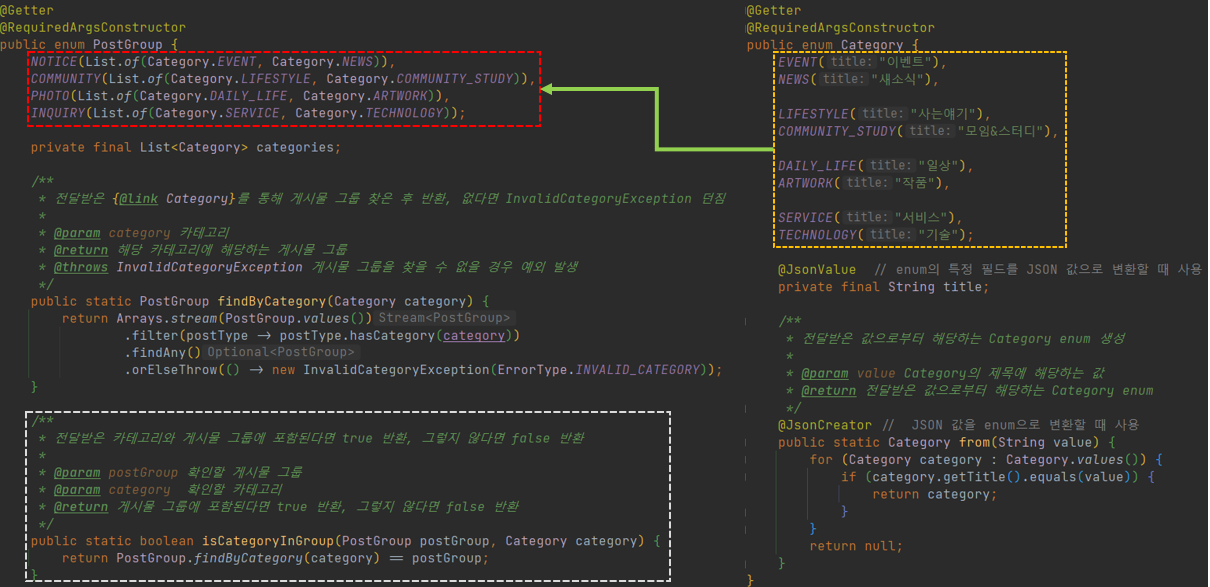 @Getter
@RequiredArgsConstructor
public enum PostGroup {
NOTICE(List.of(Category.EVENT, Category.NEWS)),
COMMUNITY(List.of(Category.LIFESTYLE, Category.COMMUNITY_STUDY)),
PHOTO(List.of(Category.DAILY_LIFE, Category.ARTWORK)),
INQUIRY(List.of(Category.SERVICE, Category.TECHNOLOGY));
private final List<Category> categories;
/**
* 전달받은 {@link Category}를 통해 게시물 그룹 찾은 후 반환, 없다면 InvalidCategoryException 던짐
*
* @param category 카테고리
* @return 해당 카테고리에 해당하는 게시물 그룹
* @throws InvalidCategoryException 게시물 그룹을 찾을 수 없을 경우 예외 발생
*/
public static PostGroup findByCategory(Category category) {
return Arrays.stream(PostGroup.values()) Stream<PostGroup>
.filter(postType -> postType.hasCategory(category))
.findAny() Optional<PostGroup>
.orElseThrow(() -> new InvalidCategoryException(ErrorType.INVALID_CATEGORY));
}
/**
* 전달받은 카테고리와 게시물 그룹에 포함된다면 true 반환, 그렇지 않다면 false 반환
*
* @param postGroup 확인할 게시물 그룹
* @param category 확인할 카테고리
* @return 게시물 그룹에 포함된다면 true 반환, 그렇지 않다면 false 반환
*/
public static boolean isCategoryInGroup(PostGroup postGroup, Category category) {
return PostGroup.findByCategory(category) == postGroup;
}
@Getter
@RequiredArgsConstructor
public enum Category {
EVENT( title: "이벤트"),
NEWS( title: "새소식"),
LIFESTYLE( title: "사는얘기"),
COMMUNITY_STUDY( title: "모임&스터디"),
DAILY_LIFE( title: "일상"),
ARTWORK( title: "작품"),
SERVICE( title: "서비스"),
TECHNOLOGY( title: "기술");
@JsonValue // enum의 특정 필드를 JSON 값으로 변환할 때 사용
private final String title;
/**
* 전달받은 값으로부터 해당하는 Category enum 생성
*
* @param value Category의 제목에 해당하는 값
* @return 전달받은 값으로부터 해당하는 Category enum
*/
@JsonCreator // JSON 값을 enum으로 변환할 때 사용
public static Category from(String value) {
for (Category category : Category.values()) {
if (category.getTitle().equals(value)) {
return category;
}
}
return null;
}
}